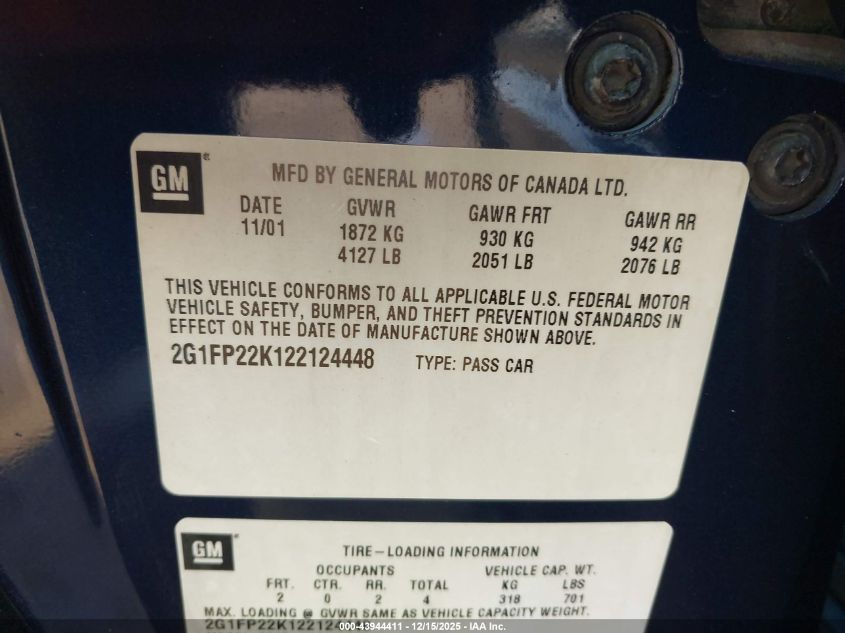 GM ®
MFD BY GENERAL MOTORS OF CANADA LTD.
DATE GVWR GAWR FRT GAWR RR
11/01 1872 KG 930 KG 942 KG
4127 LB 2051 LB 2076 LB
THIS VEHICLE CONFORMS TO ALL APPLICABLE U.S. FEDERAL MOTOR
VEHICLE SAFETY, BUMPER, AND THEFT PREVENTION STANDARDS IN
EFFECT ON THE DATE OF MANUFACTURE SHOWN ABOVE.
2G1FP22K122124448 TYPE: PASS CAR
GM ®
TIRE-LOADING INFORMATION
OCCUPANTS VEHICLE CAP. WT.
FRT. CTR. RR. TOTAL KG LBS
2 0 2 4 318 701
MAX. LOADING @ GVWR SAME AS VEHICLE CAPACITY WEIGHT.
000-43944411 - 12/15/2025 - IAA Inc.